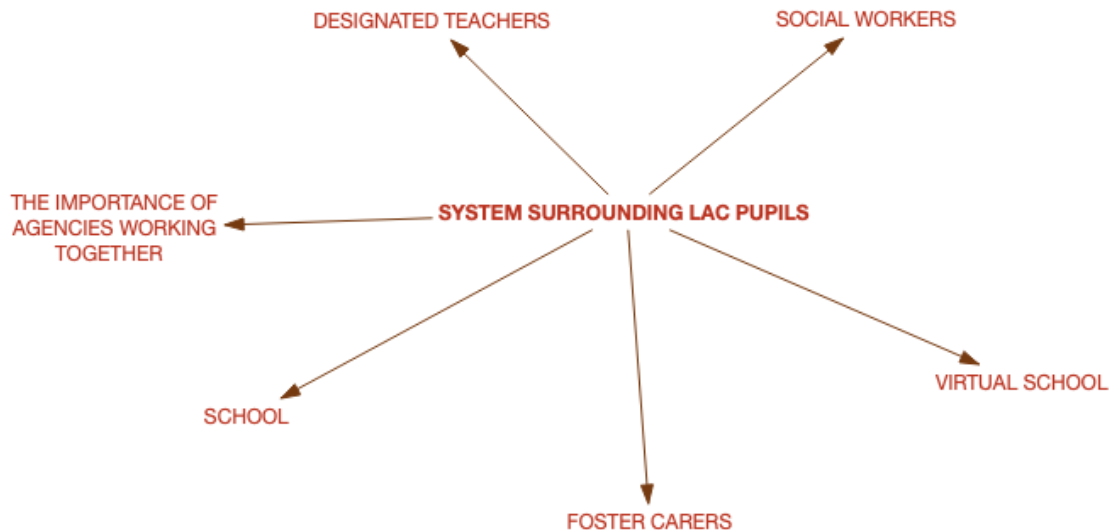 DESIGNATED TEACHERS
SOCIAL WORKERS
THE IMPORTANCE OF
AGENCIES WORKING
TOGETHER
SYSTEM SURROUNDING LAC PUPILS
VIRTUAL SCHOOL
SCHOOL
FOSTER CARERS